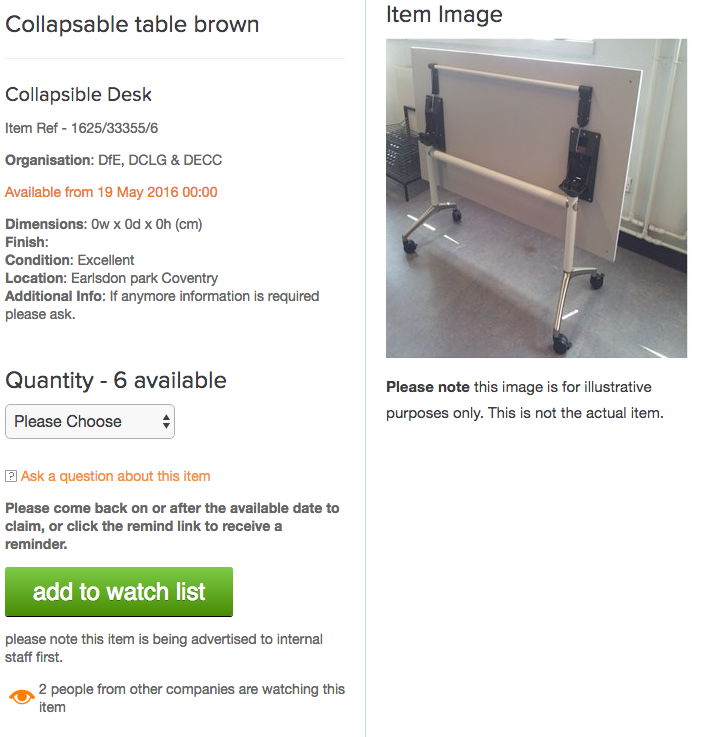 Collapsable table brown
Collapsible Desk
Item Ref - 1625/33355/6
Organisation: DfE, DCLG & DECC
Available from 19 May 2016 00:00
Dimensions: 0w x 0d x 0h (cm)
Finish:
Condition: Excellent
Location: Earlsdon park Coventry
Additional Info: If anymore information is required
please ask.
Quantity - 6 available
Please Choose
? Ask a question about this item
Please come back on or after the available date to
claim, or click the remind link to receive a
reminder.
add to watch list
please note this item is being advertised to internal
staff first.
2 people from other companies are watching this
item
Item Image
Please note this image is for illustrative
purposes only. This is not the actual item.